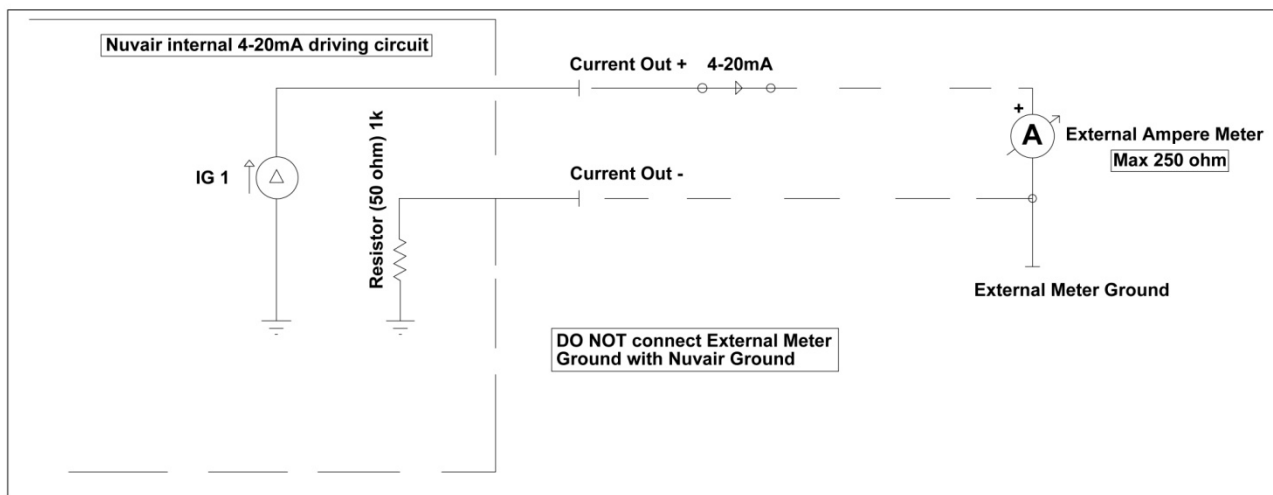 Nuvair internal 4-20mA driving circuit
Current Out + 4-20mA
+
A
External Ampere Meter
Max 250 ohm
IG 1
Resistor (50 ohm) 1k
Current Out -
External Meter Ground
DO NOT connect External Meter
Ground with Nuvair Ground